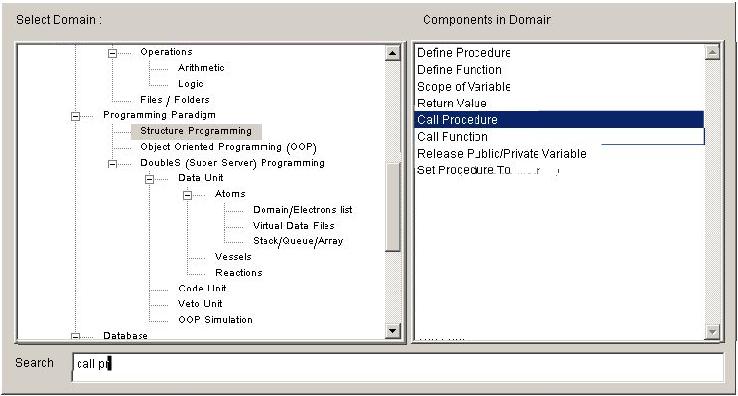 Select Domain :
Components in Domair
Operations
Arithmetic
Logic
Files / Folders
Programming Paradigm
Structure Programming
Object Oriented Programming (OOP)
DoubleS (Super Server) Programming
Data Unit
Atoms
Domain/Electrons list
Virtual Data Files
Stack/Queue/Array
Vessels
Reactions
Code Unit
Veto Unit
OOP Simulation
Database
Define Procedure
Define Function
Scope of Variable
Return Value
Call Procedure
Call Function
Release Public/Private Variable
Set Procedure To
Search
call pr